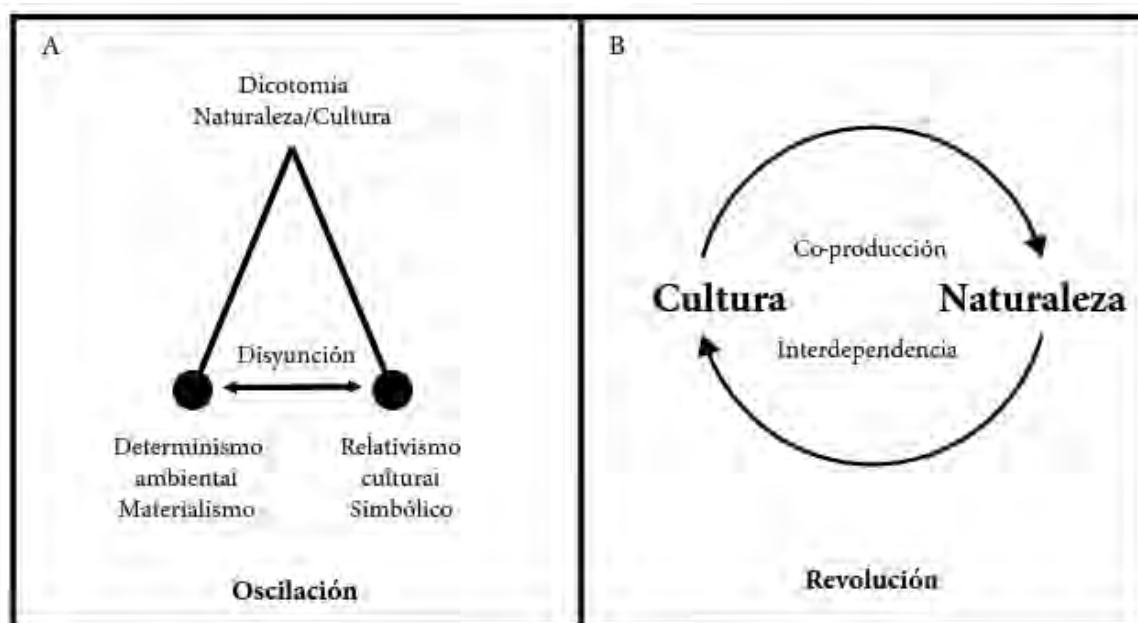 A
Dicotomia
Naturaleza/Cultura
Disyunción
Determinismo
ambiental
Materialismo
Relativismo
cultural
Simbólico
Oscilación
B
Co-producción
Cultura
Naturaleza
Interdependencia
Revolución